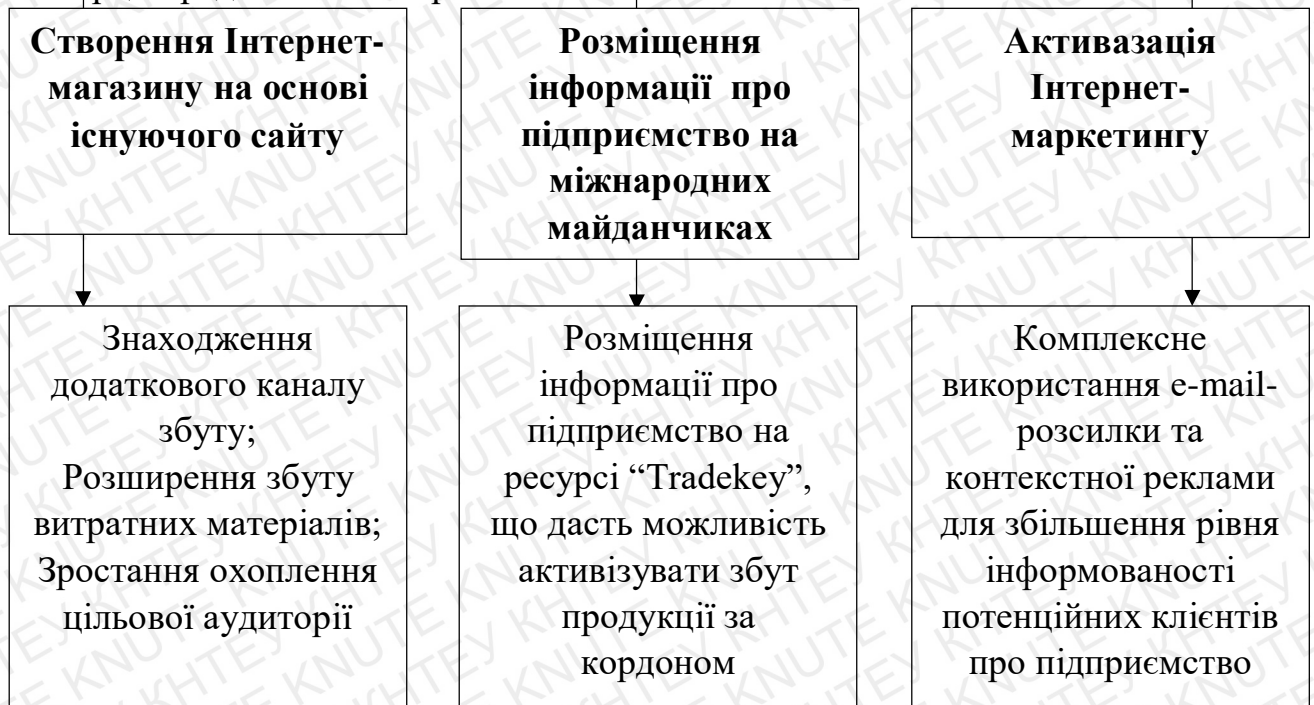 Створення Інтернет-
магазину на основі
існуючого сайту
Розміщення
інформації про
підприємство на
міжнародних
майданчиках
Активазація
Інтернет-
маркетингу
Знаходження
додаткового каналу
збуту;
Розширення збуту
витратних матеріалів;
Зростання охоплення
цільової аудиторії
Розміщення
інформації про
підприємство на
ресурсі “Tradekey”,
що дасть можливість
активізувати збут
продукції за
кордоном
Комплексне
використання e-mail-
розсилки та
контекстної реклами
для збільшення рівня
інформованості
потенційних клієнтів
про підприємство